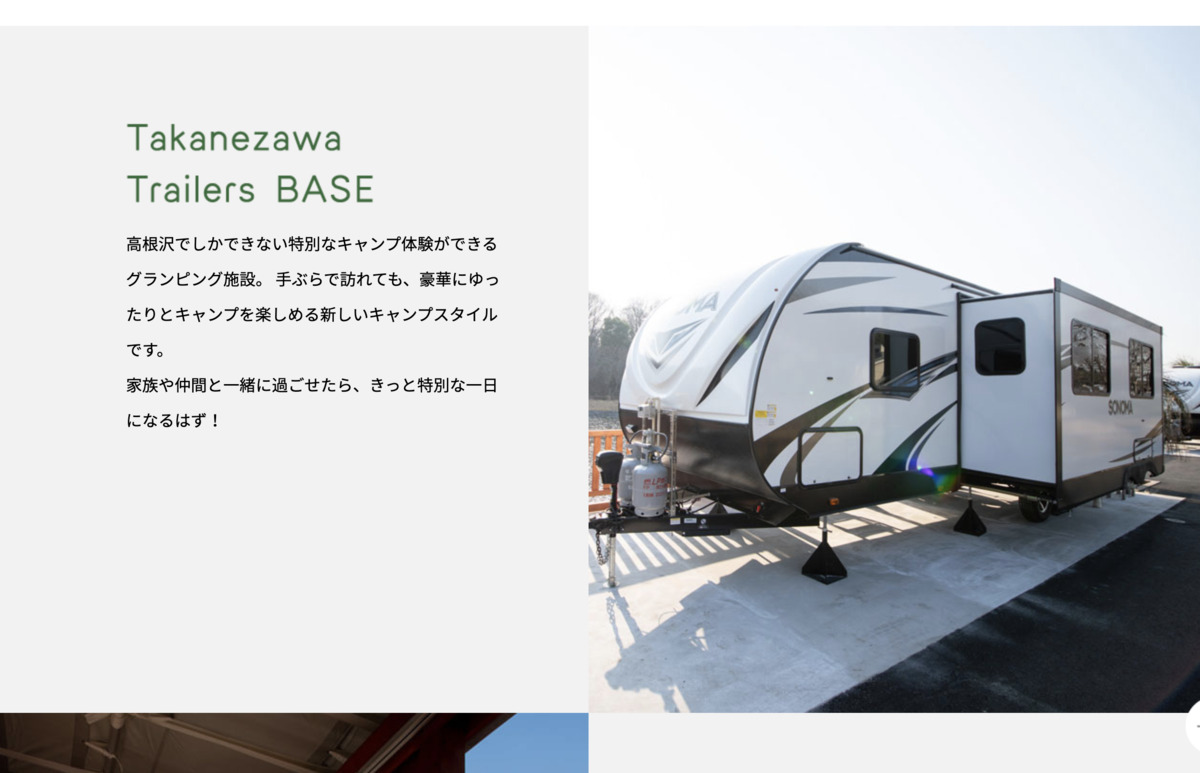 Takanezawa
Trailers BASE
高根沢でしかできない特別なキャンプ体験ができる
グランピング施設。 手ぶらで訪れても、豪華にゆっ
たりとキャンプを楽しめる新しいキャンプスタイル
です。
家族や仲間と一緒に過ごせたら、きっと特別な一日
になるはず！
SONOMA